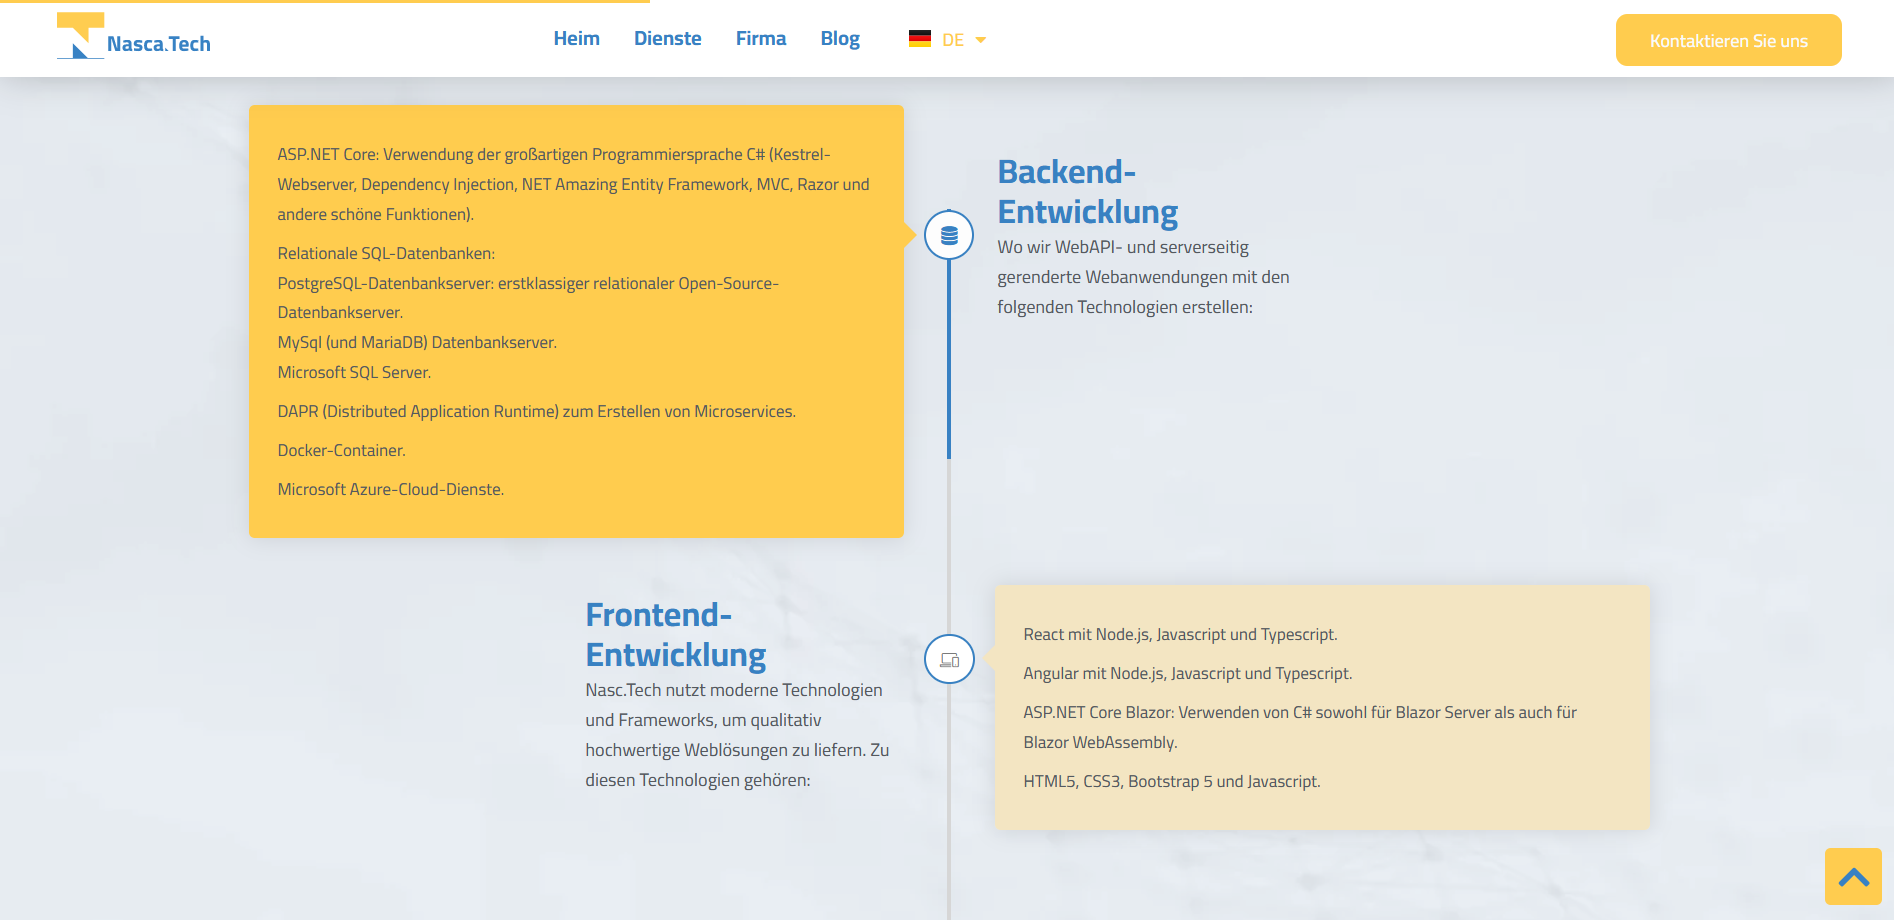 Nasca.Tech
Heim
Dienste
Firma
Blog
DE
Kontaktieren Sie uns
ASP.NET Core: Verwendung der großartigen Programmiersprache C# (Kestrel-
Webserver, Dependency Injection, NET Amazing Entity Framework, MVC, Razor und
andere schöne Funktionen).
Relationale SQL-Datenbanken:
PostgreSQL-Datenbankserver: erstklassiger relationaler Open-Source-
Datenbankserver.
MySql (und MariaDB) Datenbankserver.
Microsoft SQL Server.
DAPR (Distributed Application Runtime) zum Erstellen von Microservices.
Docker-Container.
Microsoft Azure-Cloud-Dienste.
Backend-
Entwicklung
Wo wir WebAPI- und serverseitig
gerenderte Webanwendungen mit den
folgenden Technologien erstellen:
Frontend-
Entwicklung
Nasc.Tech nutzt moderne Technologien
und Frameworks, um qualitativ
hochwertige Weblösungen zu liefern. Zu
diesen Technologien gehören:
React mit Node.js, Javascript und Typescript.
Angular mit Node.js, Javascript und Typescript.
ASP.NET Core Blazor: Verwenden von C# sowohl für Blazor Server als auch für
Blazor WebAssembly.
HTML5, CSS3, Bootstrap 5 und Javascript.